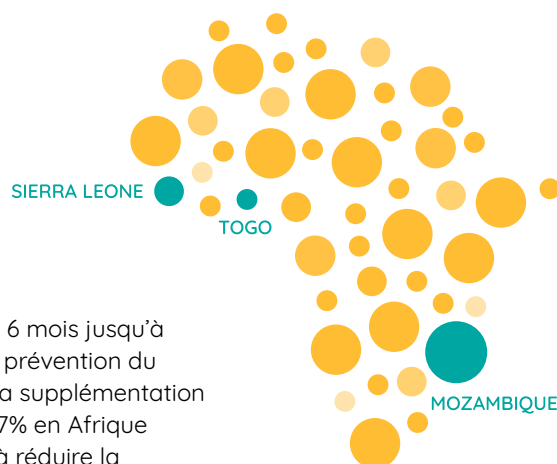 SIERRA LEONE
TOGO
6 mois jusqu'à
prévention du
a supplémentation
7% en Afrique
à réduire la
MOZAMBIQUE